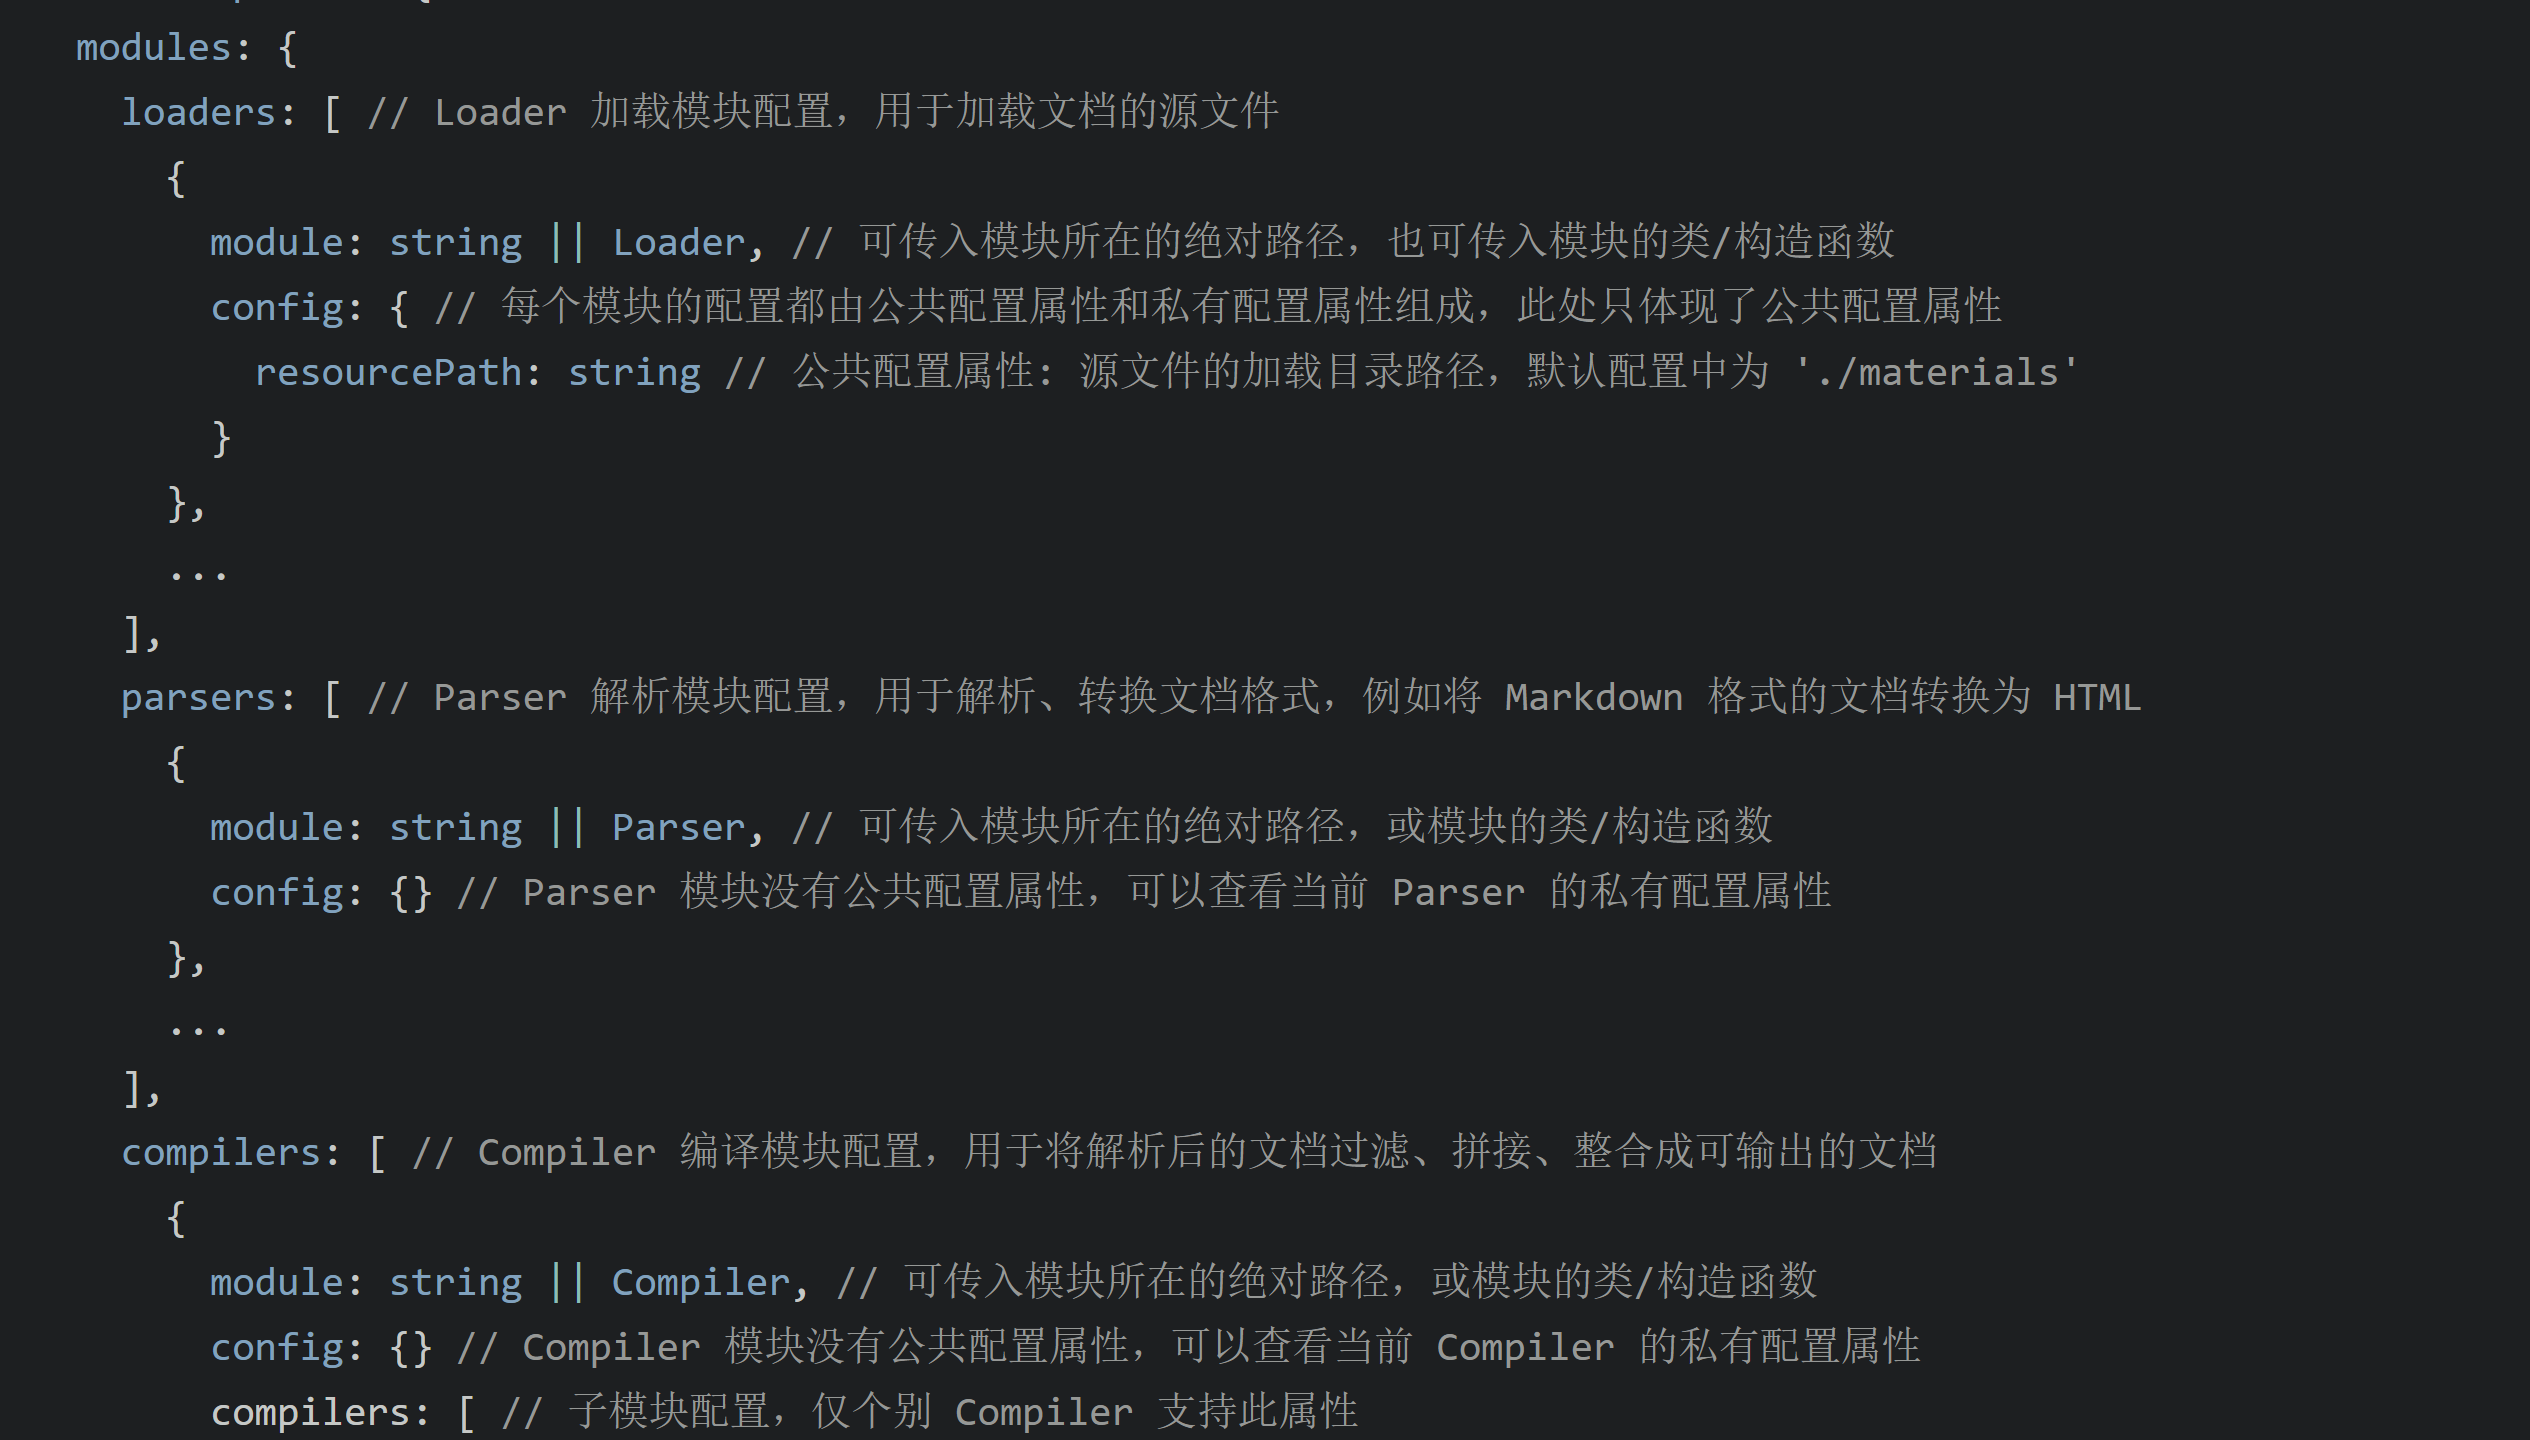 modules: {
loaders: [ // Loader 加载模块配置，用于加载文档的源文件
{
module: string || Loader, // 可传入模块所在的绝对路径，也可传入模块的类/构造函数
config: { // 每个模块的配置都由公共配置属性和私有配置属性组成，此处只体现了公共配置属性
resourcePath: string // 公共配置属性: 源文件的加载目录路径，默认配置中为 './materials'
}
},
...
],
parsers: [ // Parser 解析模块配置，用于解析、转换文档格式，例如将 Markdown 格式的文档转换为 HTML
{
module: string || Parser, // 可传入模块所在的绝对路径，或模块的类/构造函数
config: {} // Parser 模块没有公共配置属性，可以查看当前 Parser 的私有配置属性
},
...
],
compilers: [ // Compiler 编译模块配置，用于将解析后的文档过滤、拼接、整合成可输出的文档
{
module: string || Compiler, // 可传入模块所在的绝对路径，或模块的类/构造函数
config: {} // Compiler 模块没有公共配置属性，可以查看当前 Compiler 的私有配置属性
compilers: [ // 子模块配置，仅个别 Compiler 支持此属性